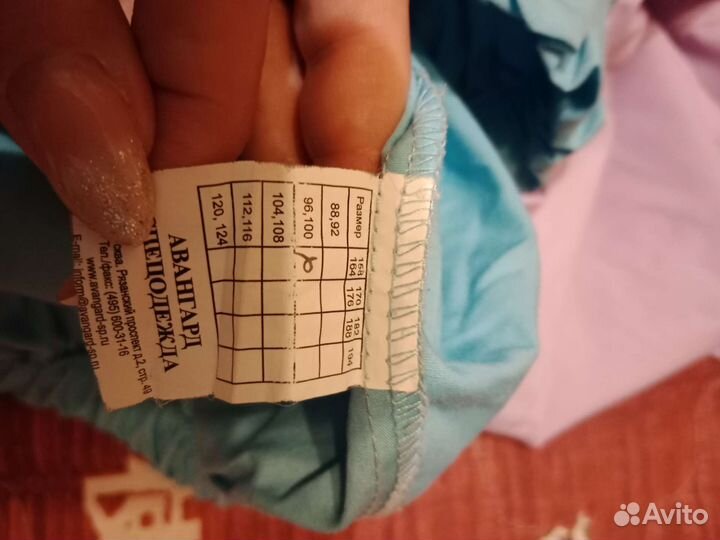 Размер 158 164 170 176 182 188 194
88,92
96,100
104,108
112,116
120,124
АВАНГАРД
СПЕЦОДЕЖДА
Рязанский проспект д.2, стр. 49
Тел./факс: (495) 600-31-16
www.avangard-sp.ru
E-mail: inform@avangard-sp.ru
Avito